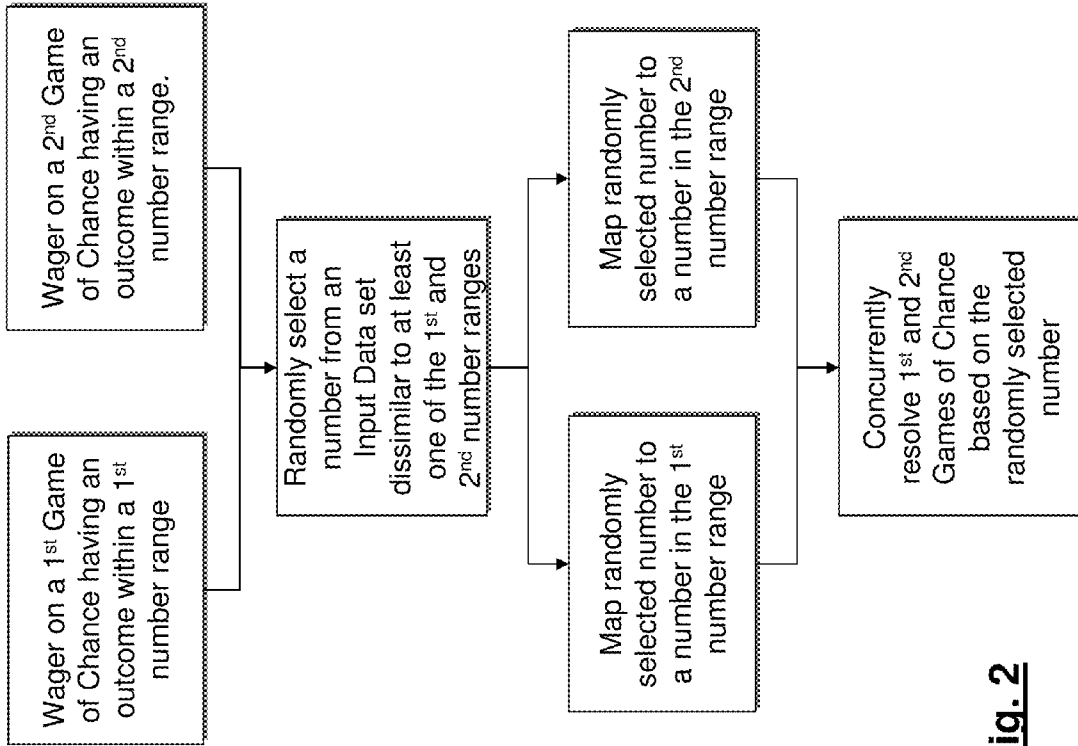 Wager on a 1st Game
of Chance having an
outcome within a 1st
number range
Wager on a 2nd Game
of Chance having an
outcome within a 2nd
number range.
Randomly select a
number from an
Input Data set
dissimilar to at least
one of the 1st and
2nd number ranges
Map randomly
selected number to
a number in the 1st
number range
Map randomly
selected number to
a number in the 2nd
number range
Concurrently
resolve 1st and 2nd
Games of Chance
based on the
randomly selected
number
ig. 2